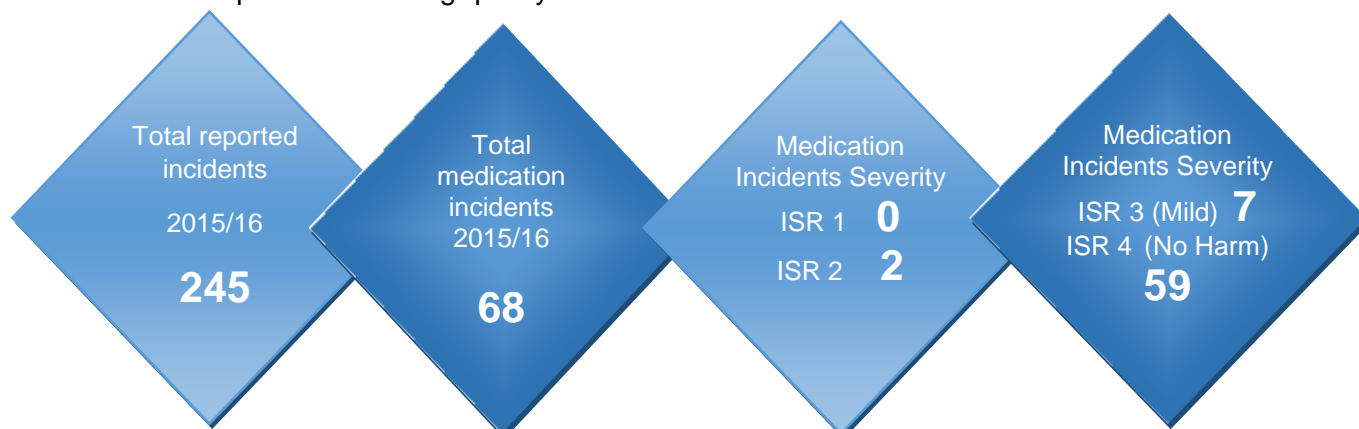 Total reported
incidents
2015/16
245
Total
medication
incidents
2015/16
68
Medication
Incidents Severity
ISR 1 0
ISR 2 2
Medication
Incidents Severity
ISR 3 (Mild) 7
ISR 4 (No Harm)
59